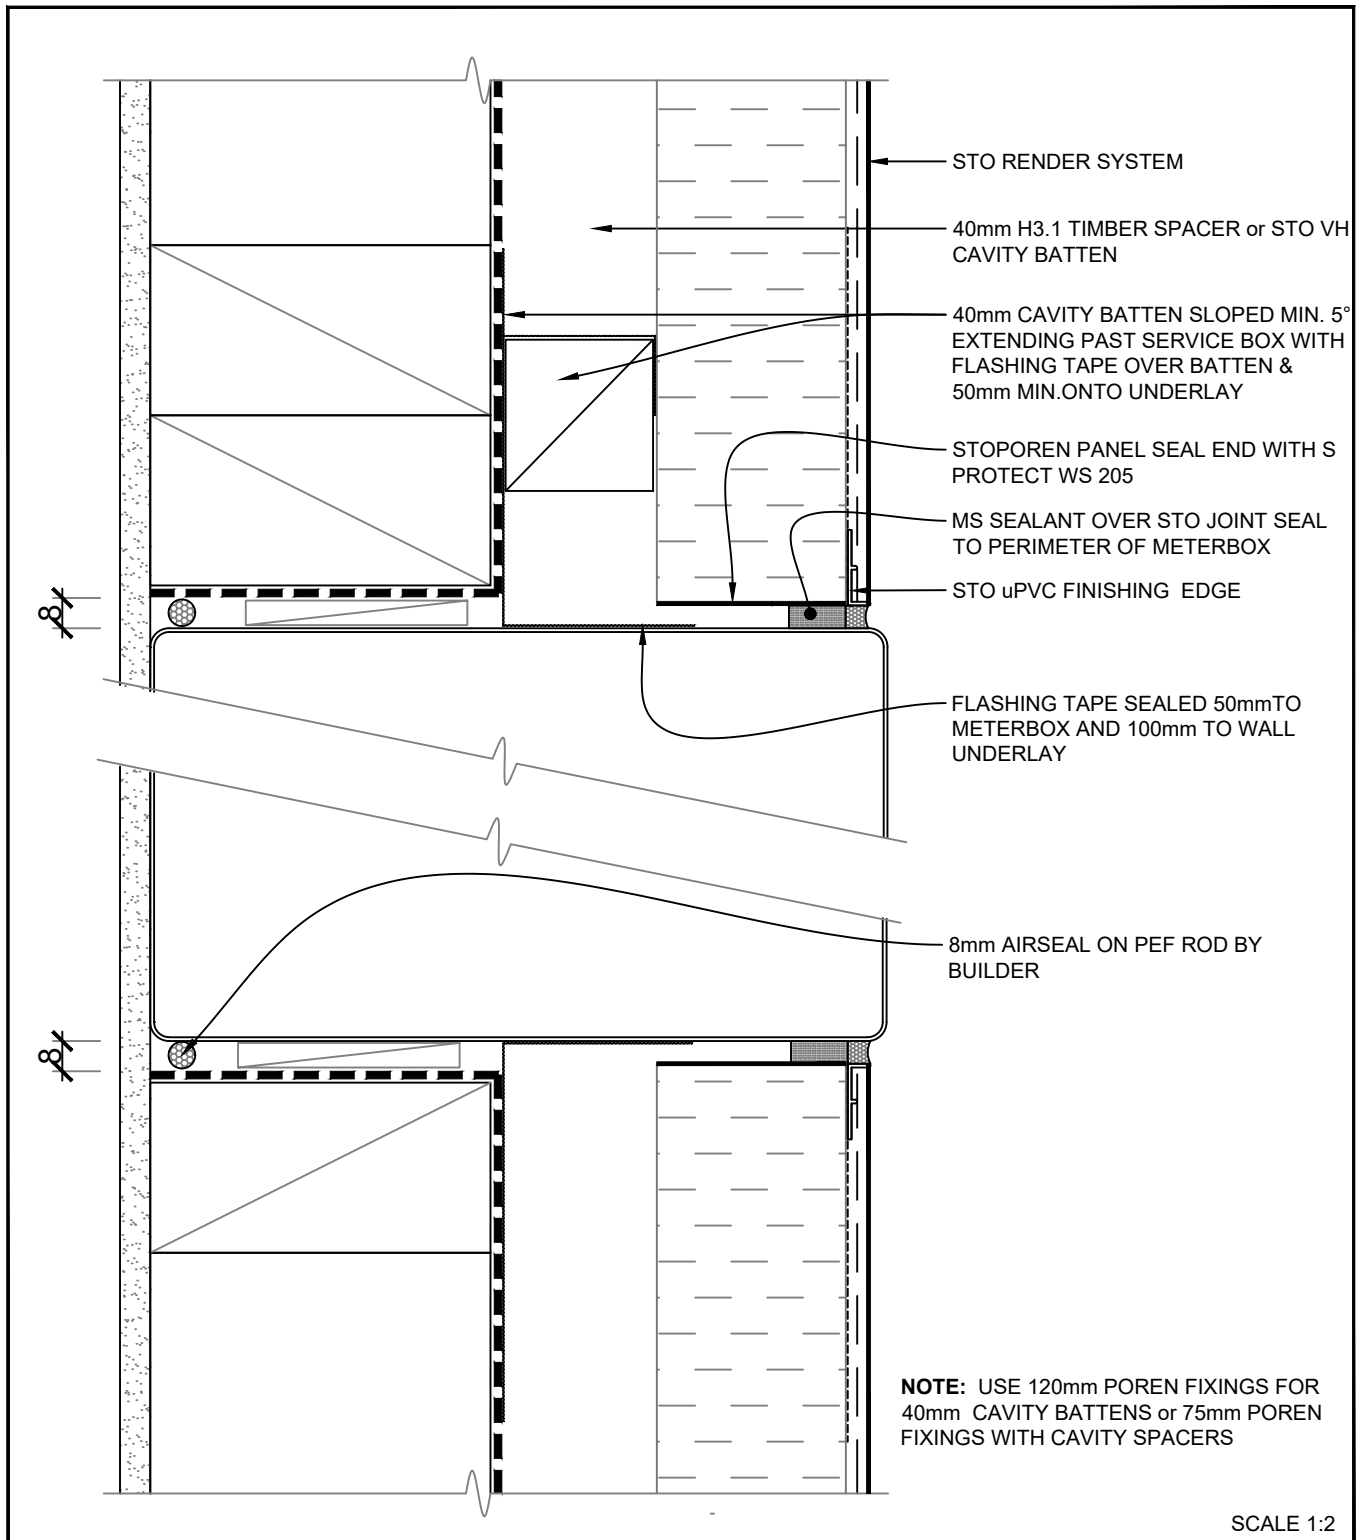 STO RENDER SYSTEM
40mm H3.1 TIMBER SPACER or STO VH
CAVITY BATTEN
40mm CAVITY BATTEN SLOPED MIN. 5°
EXTENDING PAST SERVICE BOX WITH
FLASHING TAPE OVER BATTEN &
50mm MIN.ONTO UNDERLAY
STOPOREN PANEL SEAL END WITH S
PROTECT WS 205
MS SEALANT OVER STO JOINT SEAL
TO PERIMETER OF METERBOX
STO uPVC FINISHING EDGE
8
FLASHING TAPE SEALED 50mmTO
METERBOX AND 100mm TO WALL
UNDERLAY
8mm AIRSEAL ON PEF ROD BY
BUILDER
8
NOTE: USE 120mm POREN FIXINGS FOR
40mm CAVITY BATTENS or 75mm POREN
FIXINGS WITH CAVITY SPACERS
SCALE 1:2